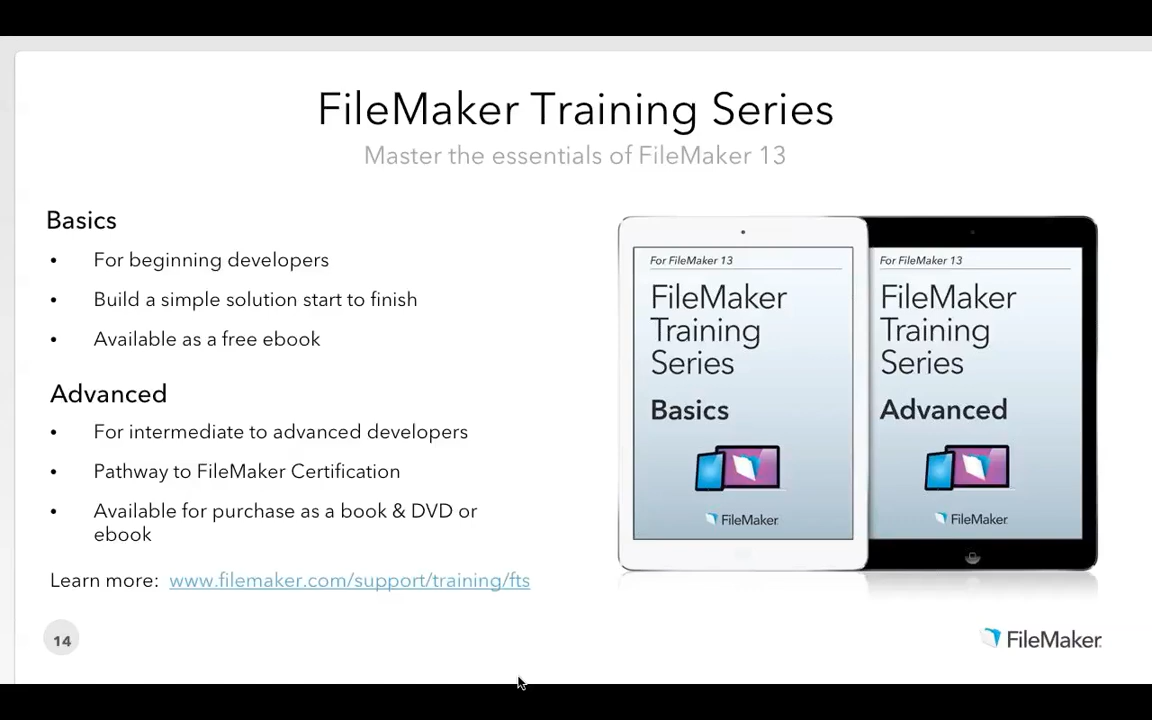 FileMaker Training Series
Master the essentials of FileMaker 13
Basics
• For beginning developers
• Build a simple solution start to finish
• Available as a free ebook
Advanced
• For intermediate to advanced developers
• Pathway to FileMaker Certification
• Available for purchase as a book & DVD or
ebook
Learn more: www.filemaker.com/support/training/fts
For FileMaker 13
FileMaker
Training
Series
Basics
FileMaker
For FileMaker 13
FileMaker
Training
Series
Advanced
FileMaker
14
FileMaker